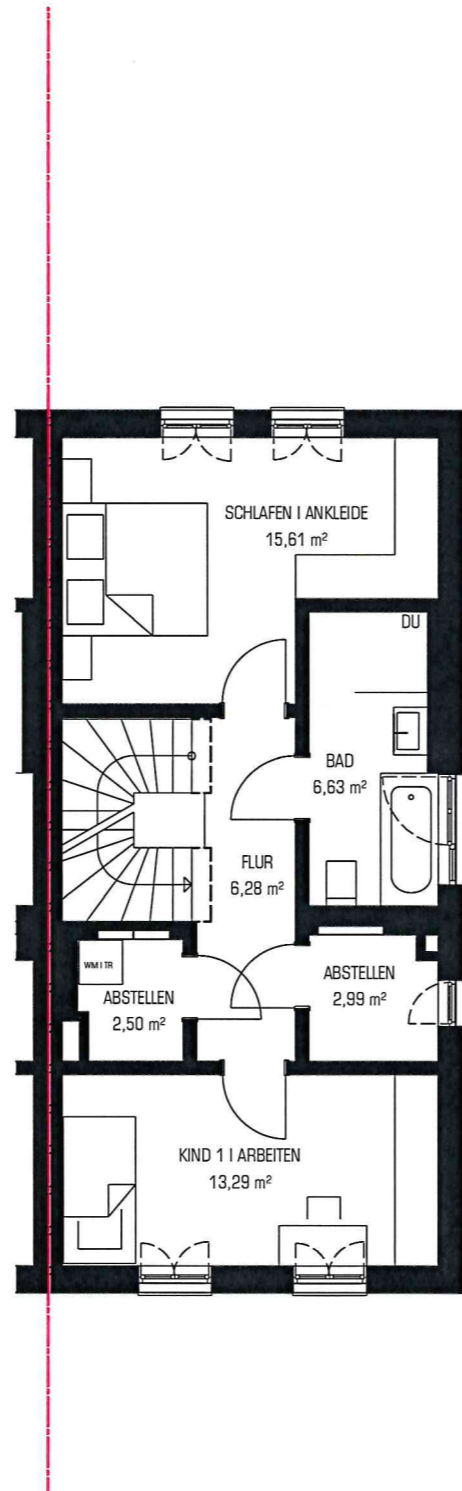 SCHLAFEN I ANKLEIDE
15,61 m²
DU
BAD
6,63 m²
FLUR
6,28 m²
WM I TR
ABSTELLEN
2,50 m²
ABSTELLEN
2,99 m²
KIND 1 I ARBEITEN
13,29 m²